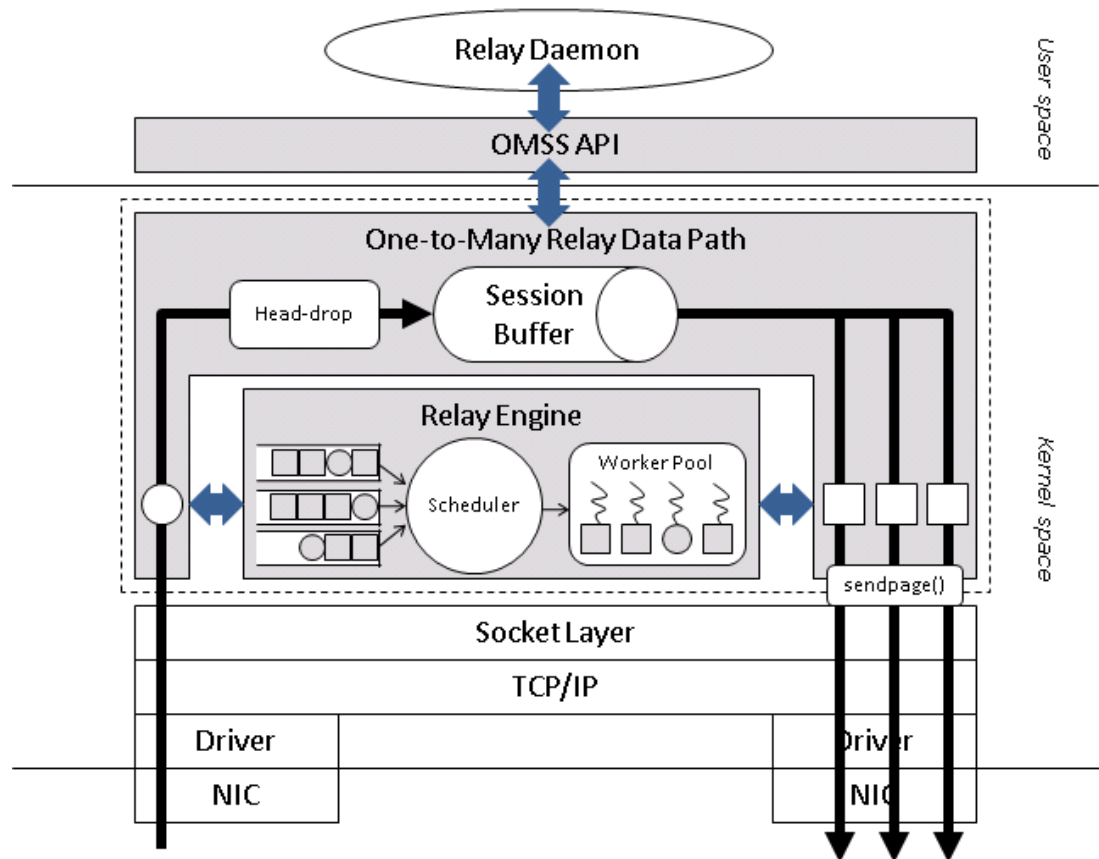 Relay Daemon
User space
OMSS API
One-to-Many Relay Data Path
Head-drop
Session
Buffer
Relay Engine
Scheduler
Worker Pool
Kernel space
sendpage()
Socket Layer
TCP/IP
Driver
Driver
NIC
NIC